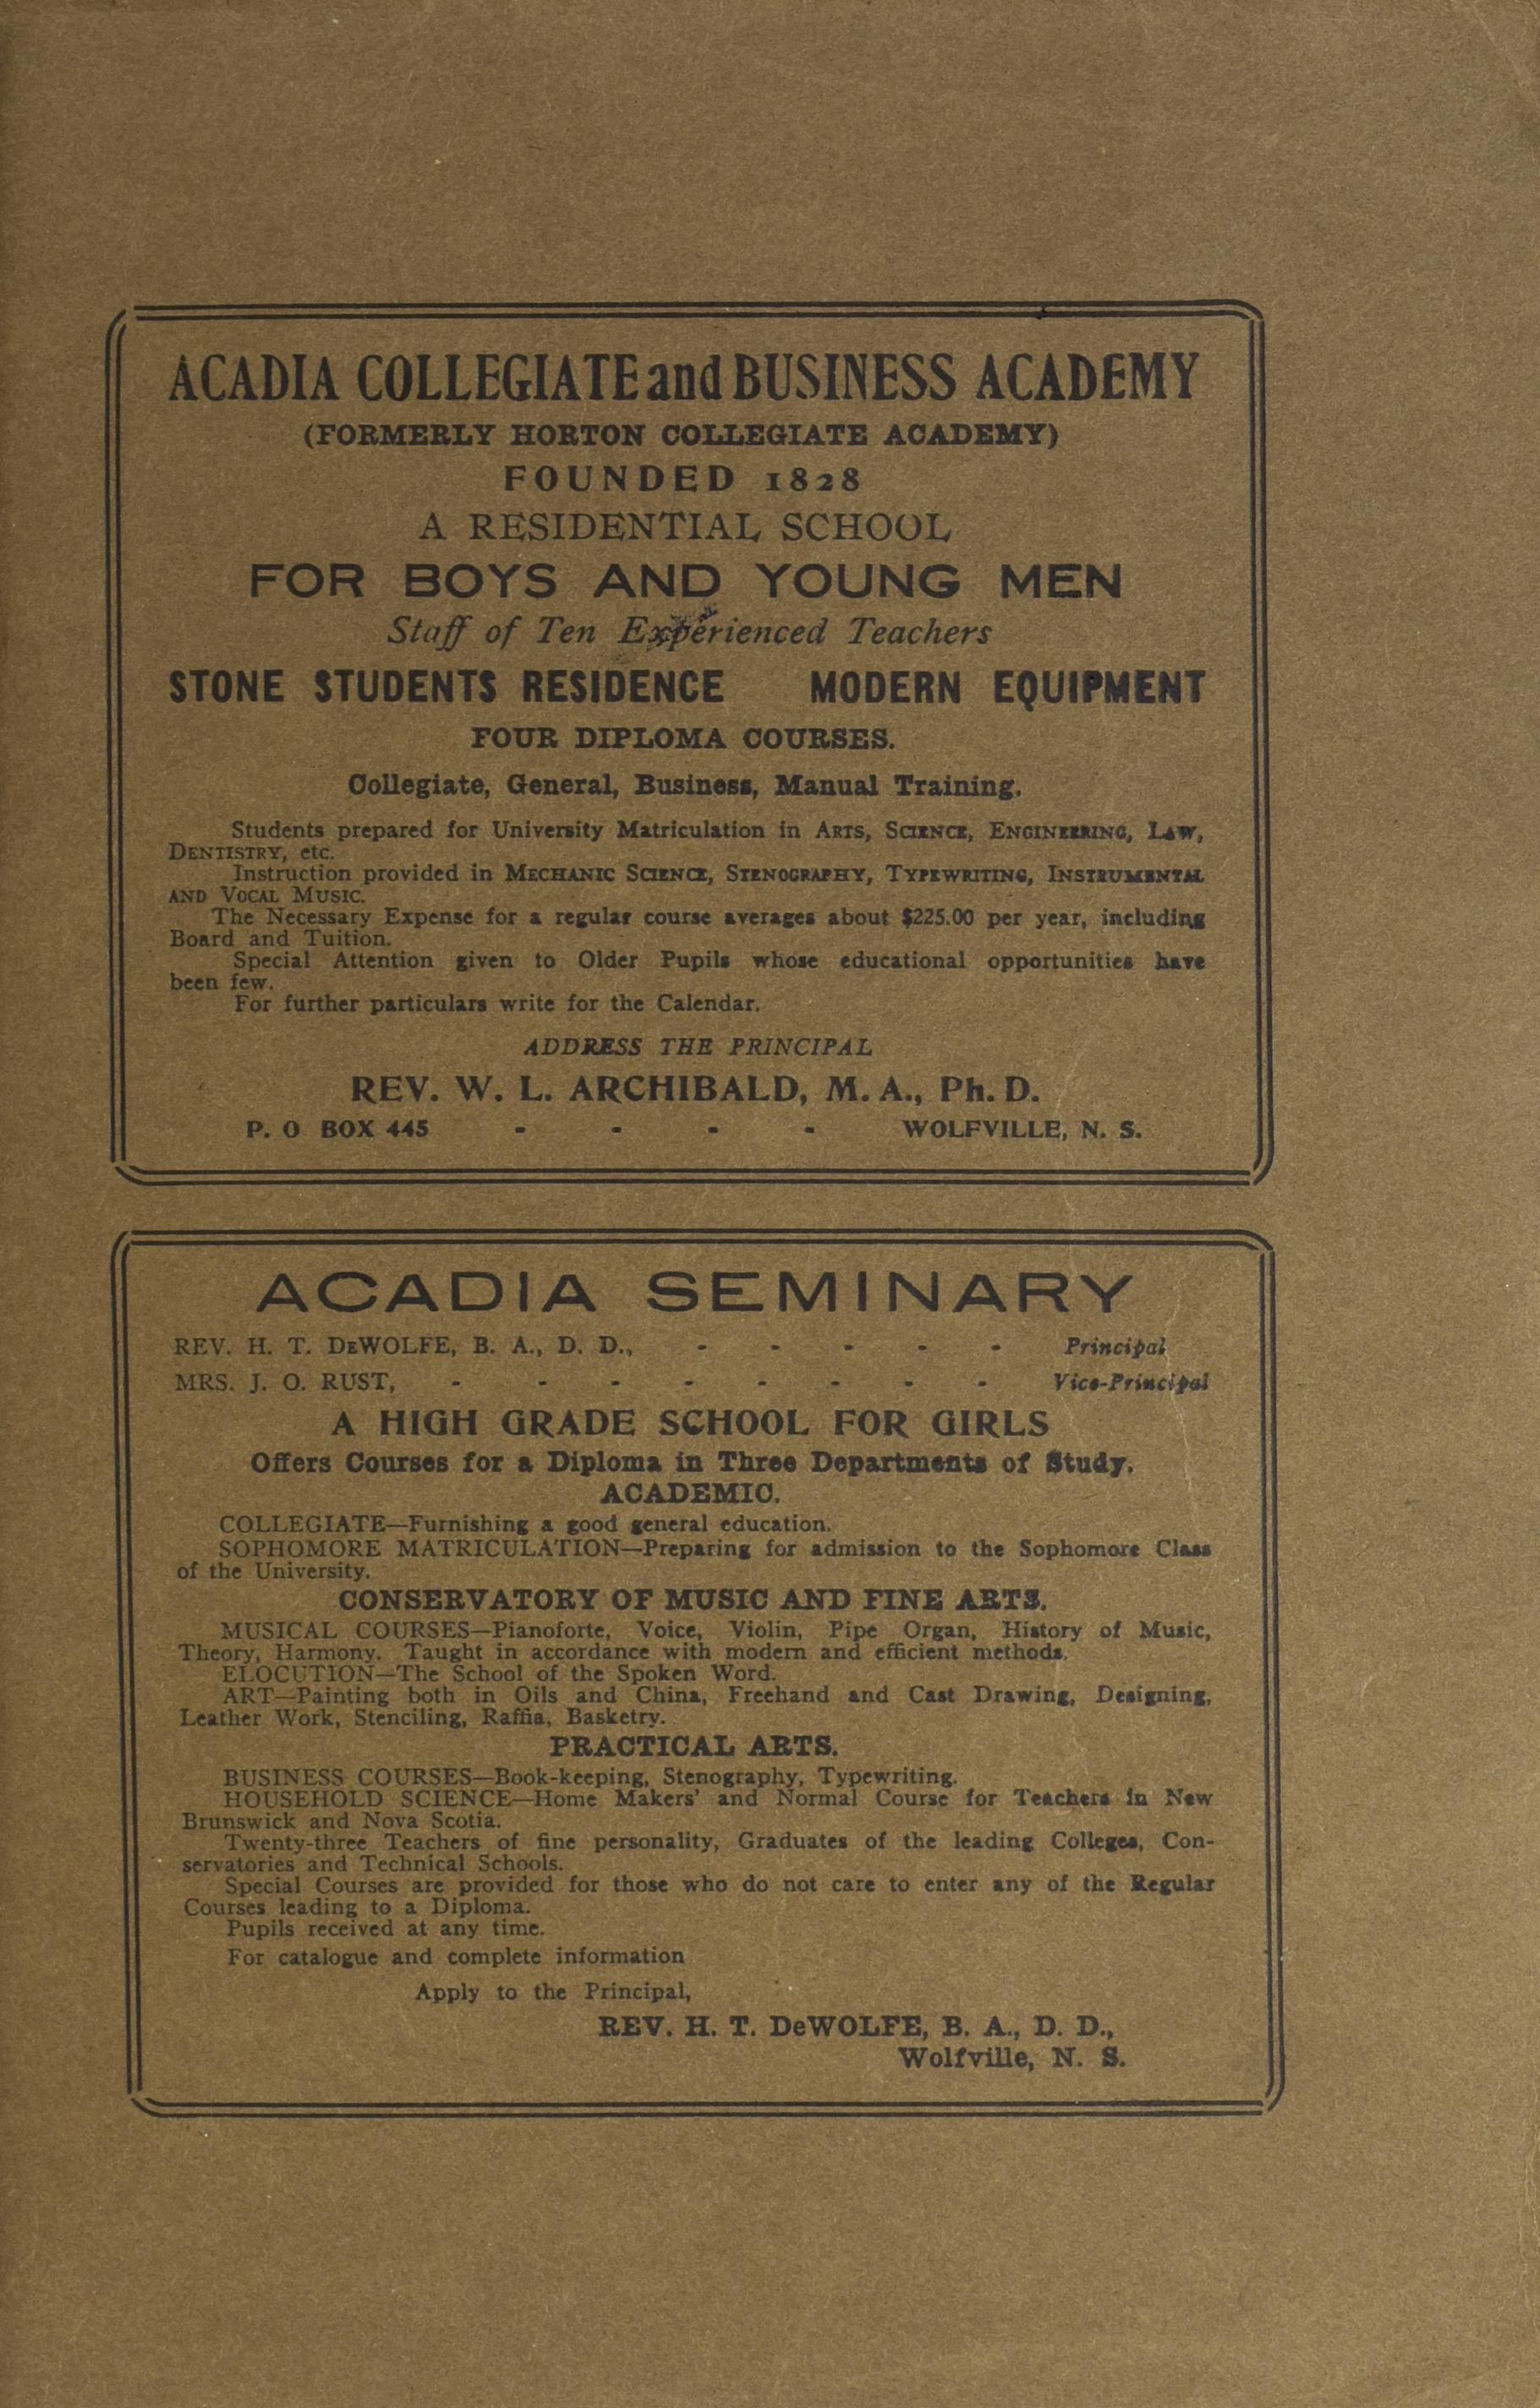 ACADIA COLLEGIATE and BUSINESS ACADEMY
(FORMERLY HORTON COLLEGIATE ACADEMY)
FOUNDED 1828
A RESIDENTIAL SCHOOL
FOR BOYS AND YOUNG MEN
Staff of Ten Experienced Teachers
STONE STUDENTS RESIDENCE MODERN EQUIPMENT
FOUR DIPLOMA COURSES.
Collegiate, General, Business, Manual Training.
Students prepared for University Matriculation in ARTS, SCIENCE, ENGINEERING, LAW,
DENTISTRY, etc.
Instruction provided in MECHANIC SCIENCE, STENOGRAPHY, TYPEWRITING, INSTRUMENTAL
AND VOCAL MUSIC.
The Necessary Expense for a regular course averages about $225.00 per year, including
Board and Tuition.
Special Attention given to Older Pupils whose educational opportunities have
been few.
For further particulars write for the Calendar.
ADDRESS THE PRINCIPAL
REV. W. L. ARCHIBALD, M. A., Ph. D.
P. O BOX 445 - - - - WOLFVILLE, N. S.
ACADIA SEMINARY
REV. H. T. DEWOLFE, B. A., D. D., - - - - - Principal
MRS. J. O. RUST, - - - - - - - - Vice-Principal
A HIGH GRADE SCHOOL FOR GIRLS
Offers Courses for a Diploma in Three Departments of Study.
ACADEMIC.
COLLEGIATE—Furnishing a good general education.
SOPHOMORE MATRICULATION—Preparing for admission to the Sophomore Class
of the University.
CONSERVATORY OF MUSIC AND FINE ARTS.
MUSICAL COURSES—Pianoforte, Voice, Violin, Pipe Organ, History of Music,
Theory, Harmony. Taught in accordance with modern and efficient methods.
ELOCUTION—The School of the Spoken Word.
ART—Painting both in Oils and China, Freehand and Cast Drawing, Designing,
Leather Work, Stenciling, Raffia, Basketry.
PRACTICAL ARTS.
BUSINESS COURSES—Book-keeping, Stenography, Typewriting.
HOUSEHOLD SCIENCE—Home Makers' and Normal Course for Teachers in New
Brunswick and Nova Scotia.
Twenty-three Teachers of fine personality, Graduates of the leading Colleges, Con-
servatories and Technical Schools.
Special Courses are provided for those who do not care to enter any of the Regular
Courses leading to a Diploma.
Pupils received at any time.
For catalogue and complete information
Apply to the Principal,
REV. H. T. DeWOLFE, B. A., D. D.,
Wolfville, N. S.